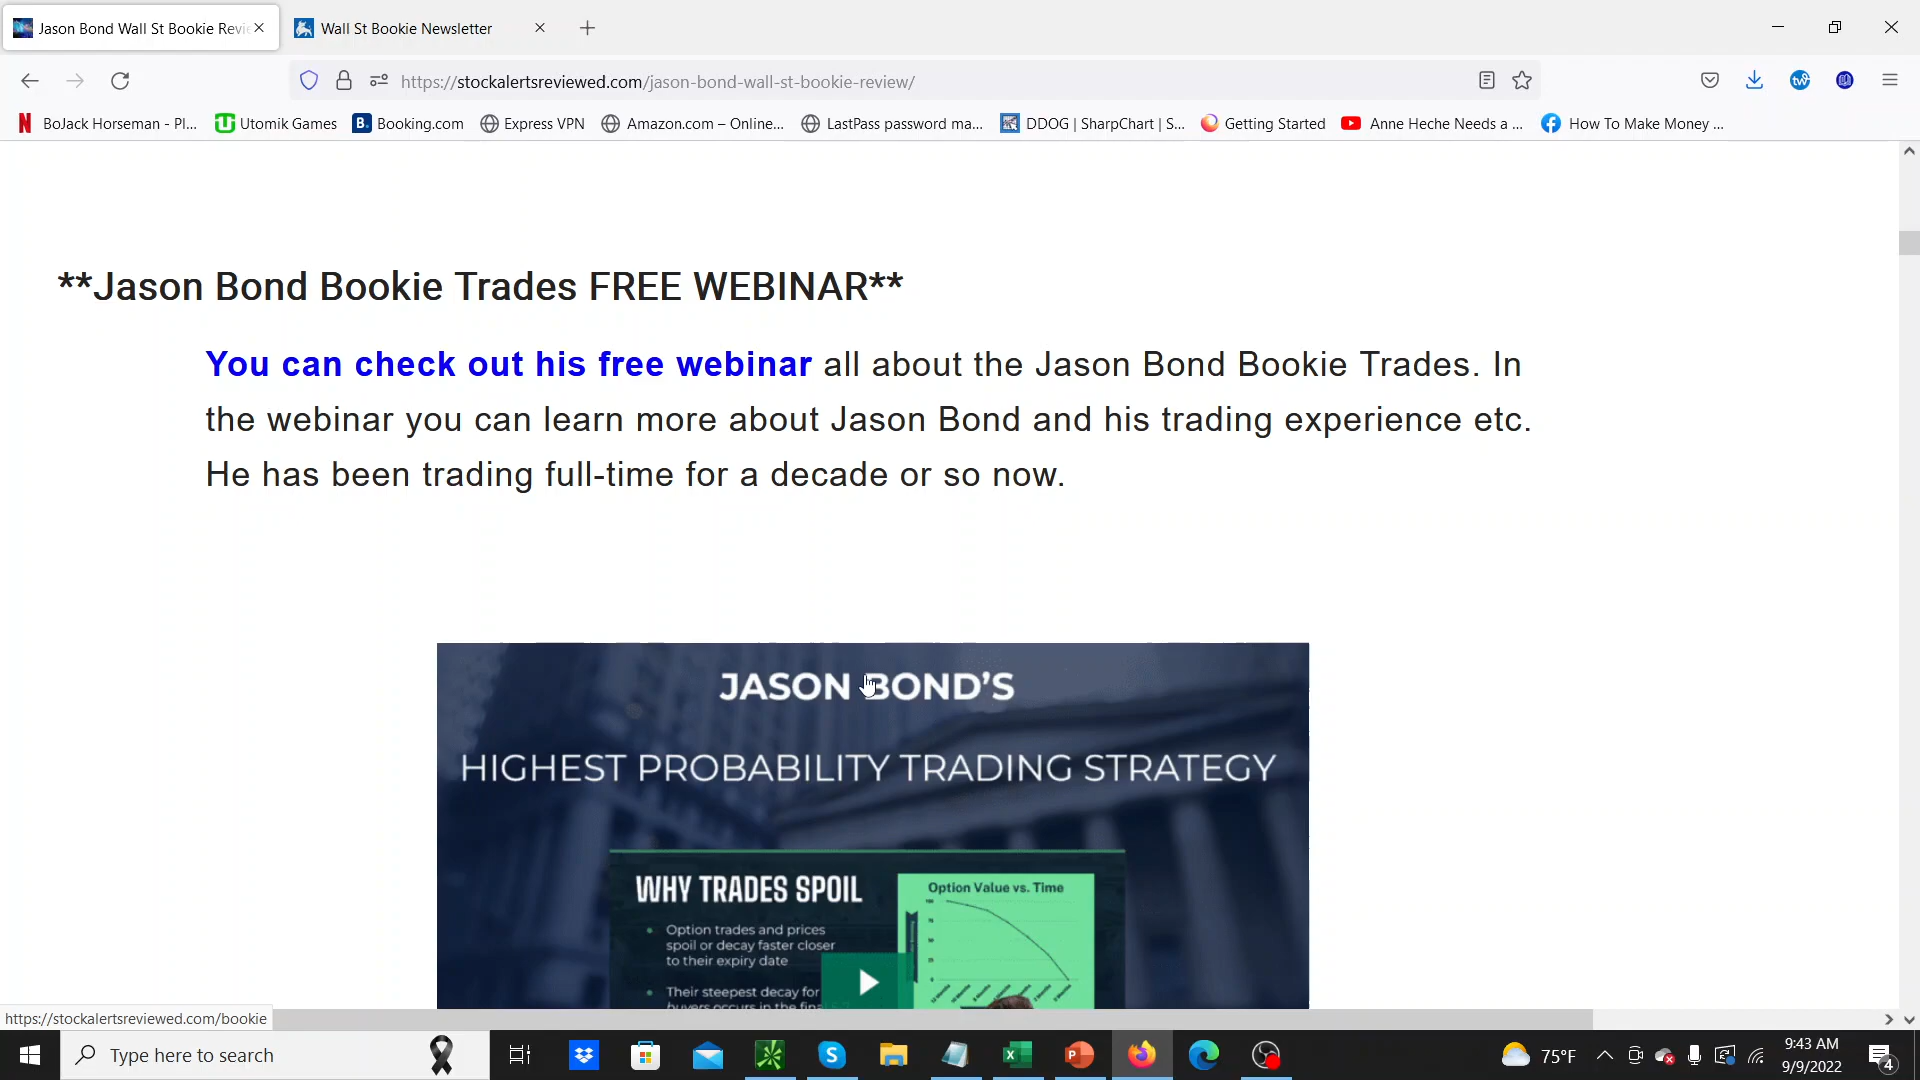 Jason Bond Wall St Bookie Revi
Wall St Bookie Newsletter
https://stockalertsreviewed.com/jason-bond-wall-st-bookie-review/
BoJack Horseman - Pl...
Utomik Games
Booking.com
Express VPN
Amazon.com – Online...
LastPass password ma...
DDOG | SharpChart | S...
Getting Started
Anne Heche Needs a ...
How To Make Money ...
**Jason Bond Bookie Trades FREE WEBINAR**
You can check out his free webinar all about the Jason Bond Bookie Trades. In
the webinar you can learn more about Jason Bond and his trading experience etc.
He has been trading full-time for a decade or so now.
JASON BOND'S
HIGHEST PROBABILITY TRADING STRATEGY
WHY TRADES SPOIL
Option Value vs. Time
Option trades and prices
spoil or decay faster closer
to their expiry date
Their steepest decay for
buyers occurs in the final
https://stockalertsreviewed.com/bookie
Type here to search
75°F
9:43 AM
9/9/2022
4